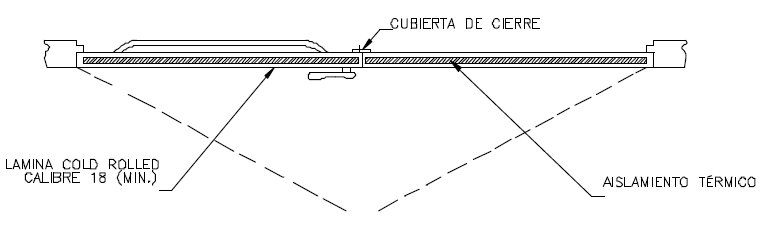 CUBIERTA DE CIERRE
LAMINA COLD ROLLED
CALIBRE 18 (MIN.)
AISLAMIENTO TÉRMICO